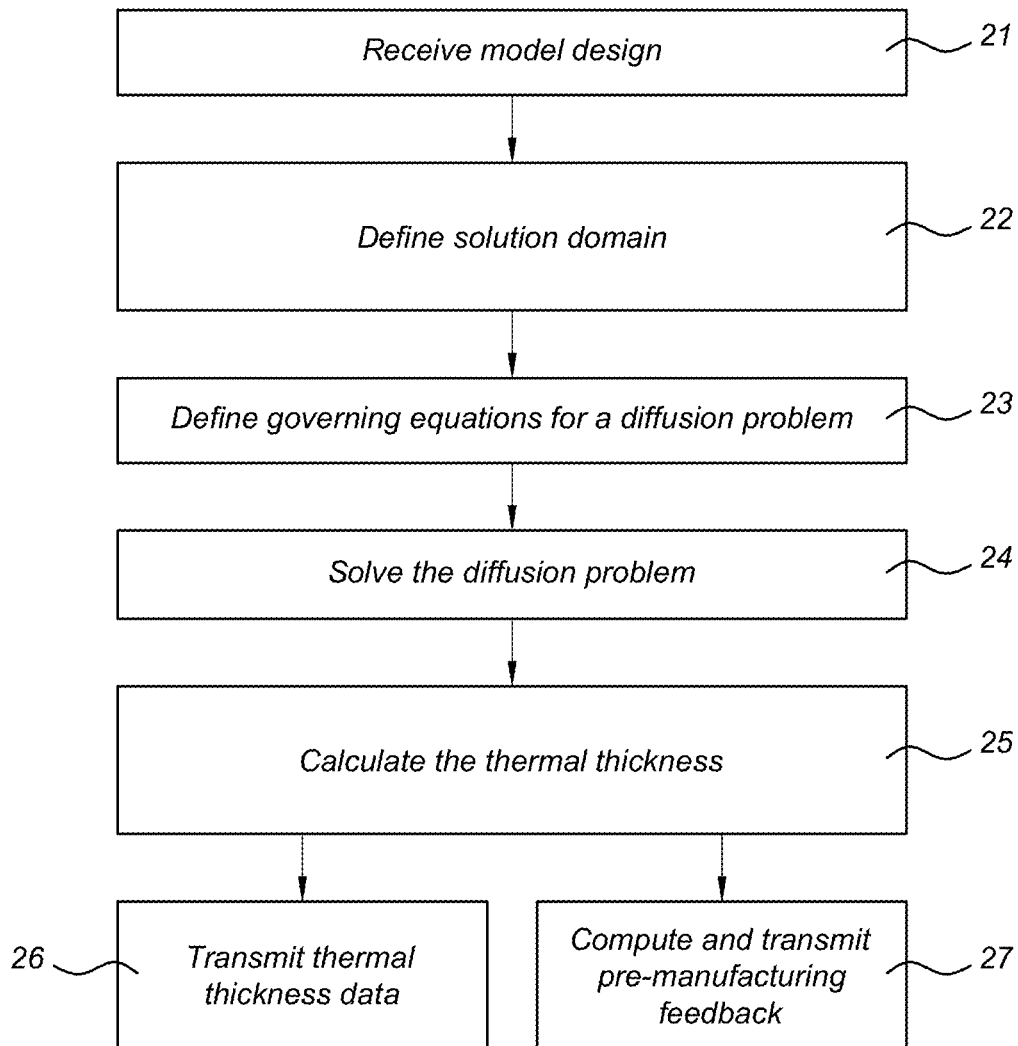 Receive model design
21
Define solution domain
22
Define governing equations for a diffusion problem
23
Solve the diffusion problem
24
Calculate the thermal thickness
25
26
Transmit thermal
thickness data
Compute and transmit
pre-manufacturing
feedback
27